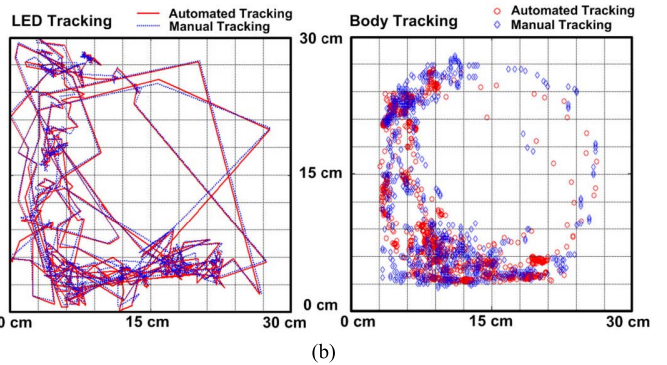 LED Tracking
Automated Tracking
Manual Tracking
Body Tracking
Automated Tracking
Manual Tracking
30 cm
15 cm
0 cm
0 cm
15 cm
30 cm
0 cm
15 cm
30 cm
(b)